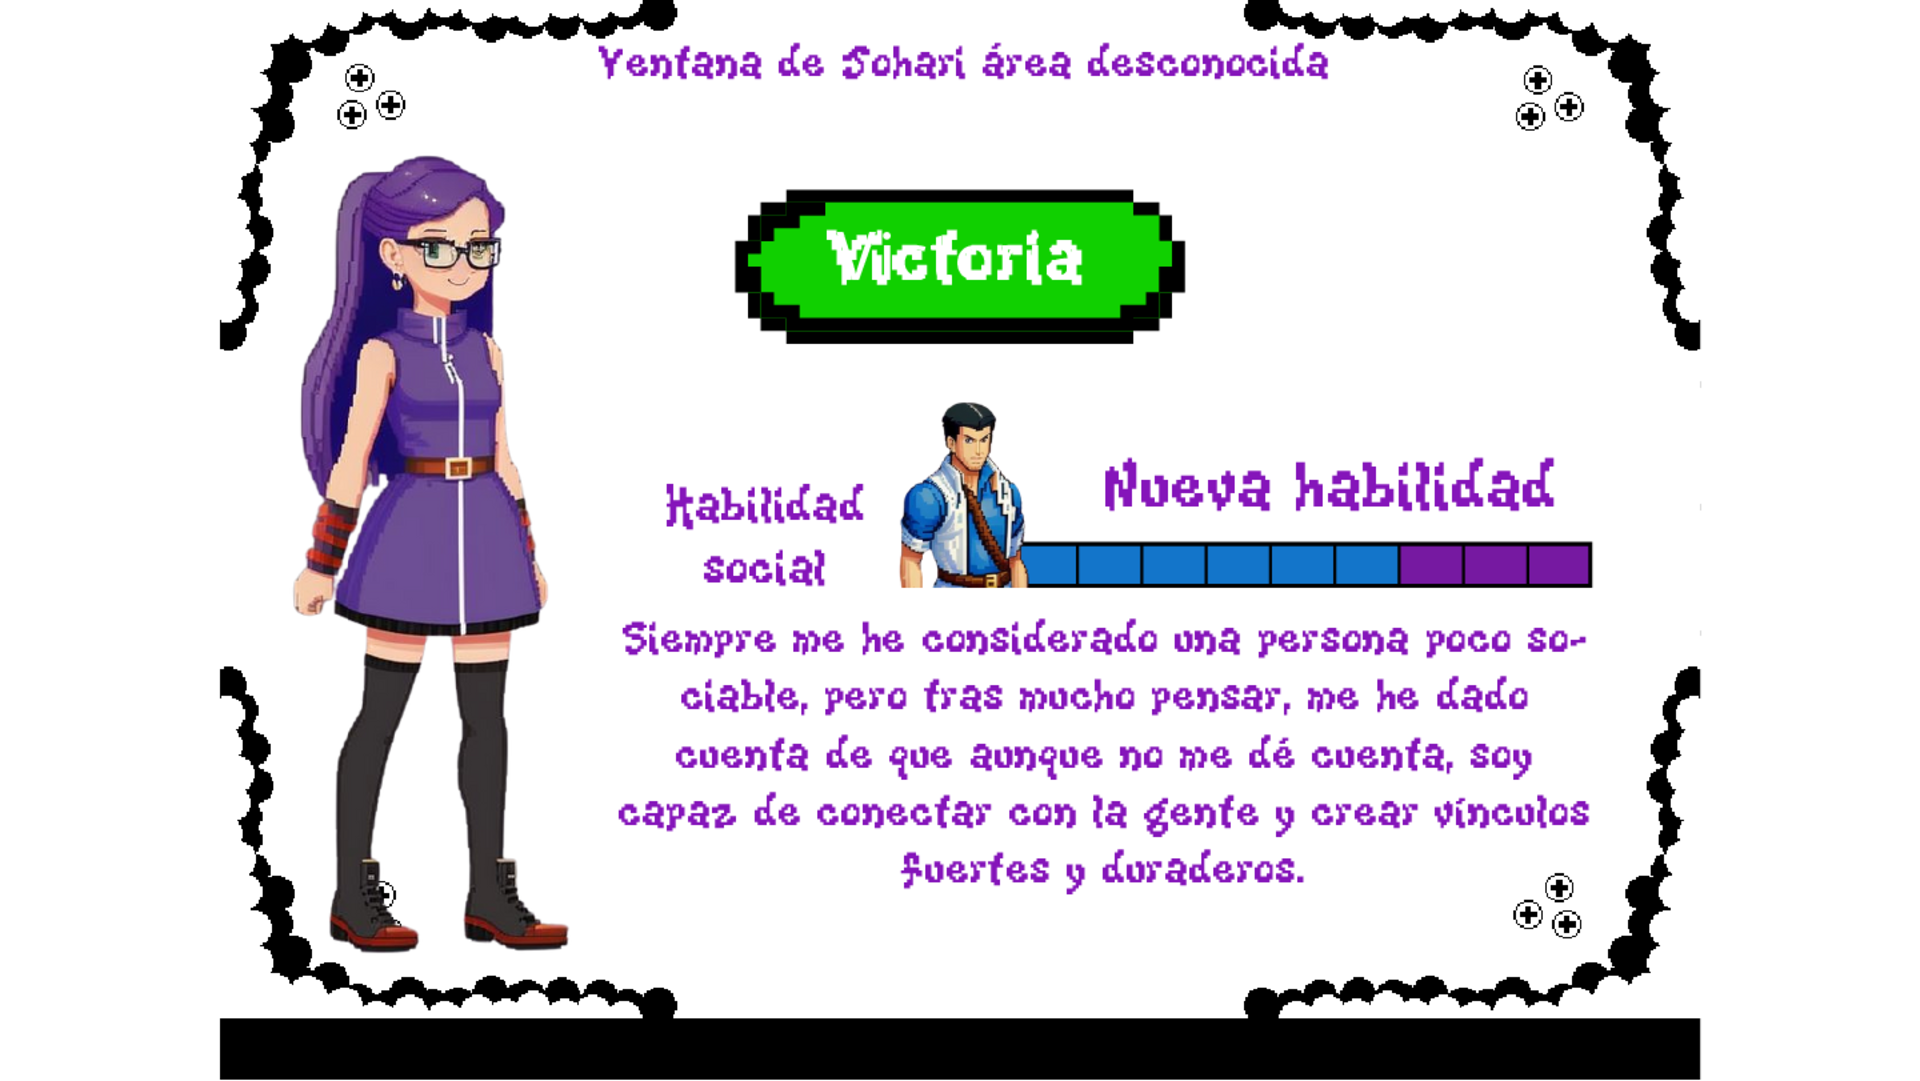 Ventana de Johari área desconocida
Victoria
Habilidad
social
Nueva habilidad
Siempre me he considerado una persona poco so-
ciable, pero tras mucho pensar, me he dado
cuenta de que aunque no me dé cuenta, soy
capaz de conectar con la gente y crear vínculos
fuertes y duraderos.